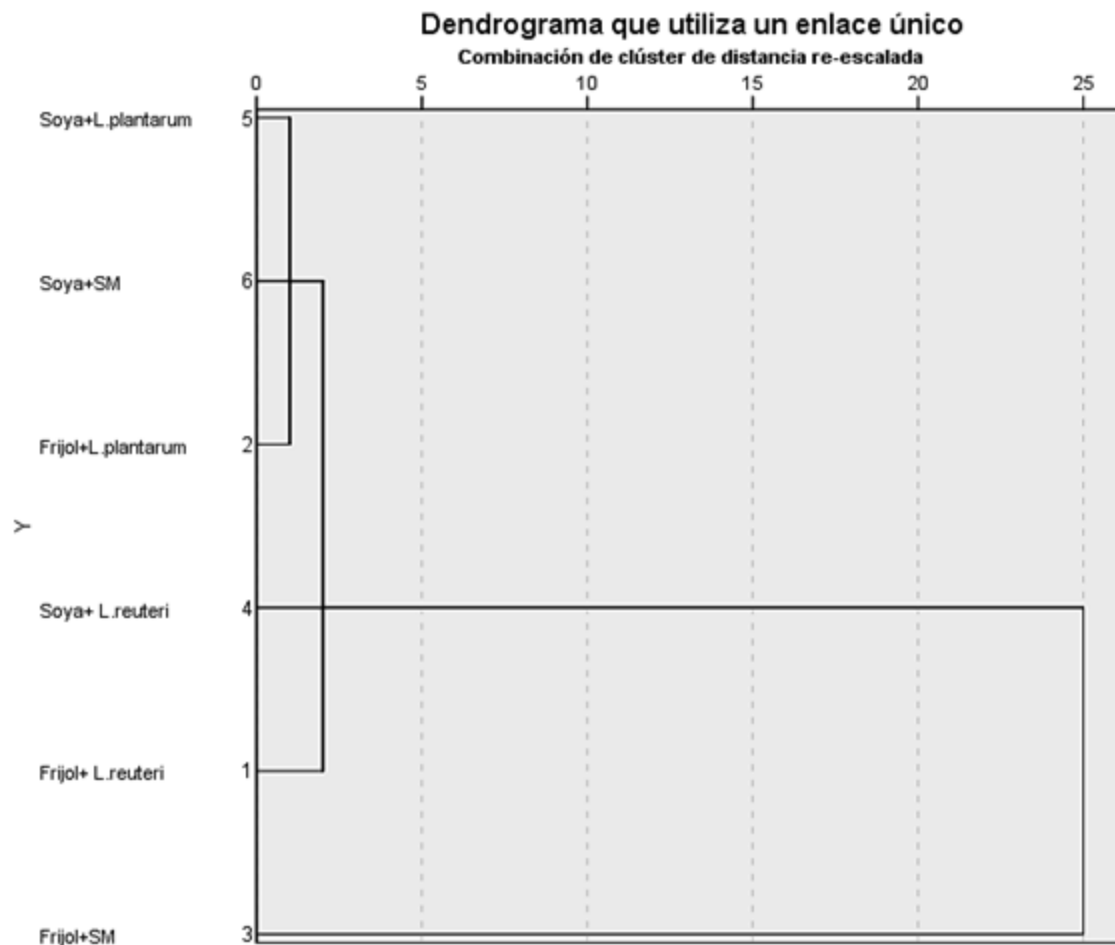 Dendrograma que utiliza un enlace único
Combinación de clúster de distancia re-escalada
0 5 10 15 20 25
Soya+L.plantarum 5
Soya+SM 6
Frijol+L.plantarum 2
Y
Soya+ L.reuteri 4
Frijol+ L.reuteri 1
Frijol+SM 3